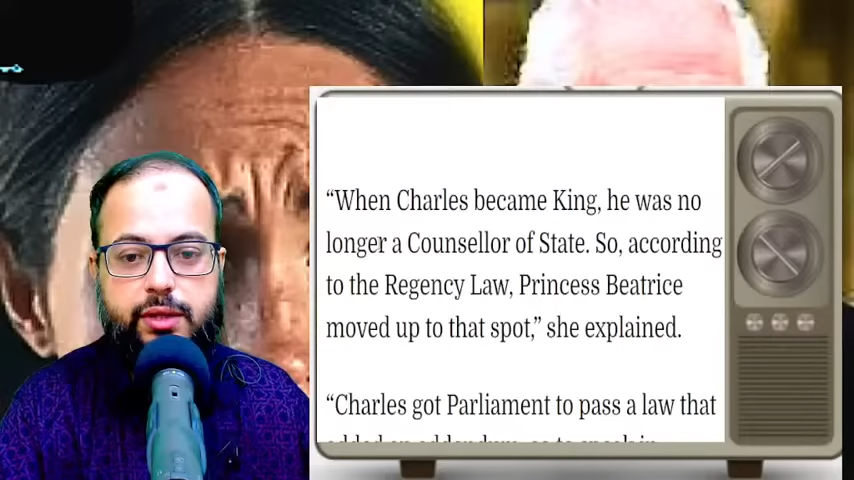 “When Charles became King, he was no
longer a Counsellor of State. So, according
to the Regency Law, Princess Beatrice
moved up to that spot,” she explained.
“Charles got Parliament to pass a law that